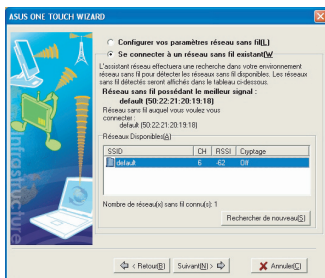 ASUS ONE TOUCH WIZARD
Configurer vos paramètres réseau sans fil(L)
Se connecter à un réseau sans fil existant(W
L'assistant réseau effectuera une recherche dans votre environnement
réseau sans fil pour détecter les réseaux sans fil disponibles. Les réseaux
sans fil détectés seront affichés dans le tableau ci-dessous.
Réseau sans fil possédant le meilleur signal :
default (50:22:21:20:19:18)
Réseau sans fil auquel vous voulez vous
connecter :
default (50:22:21:20:19:18)
Réseaux Disponibles(A)
SSID CH RSSI Cryptage
default 6 -62 Off
Nombre de réseau(x) sans fil connu(s): 1
Rechercher de nouveau(S)
Infrastructure
< Retour(B) Suivant(N) > Annuler(C)